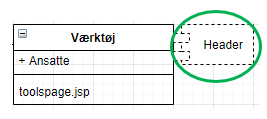 Værktøj
Header
+ Ansatte
toolspage.jsp